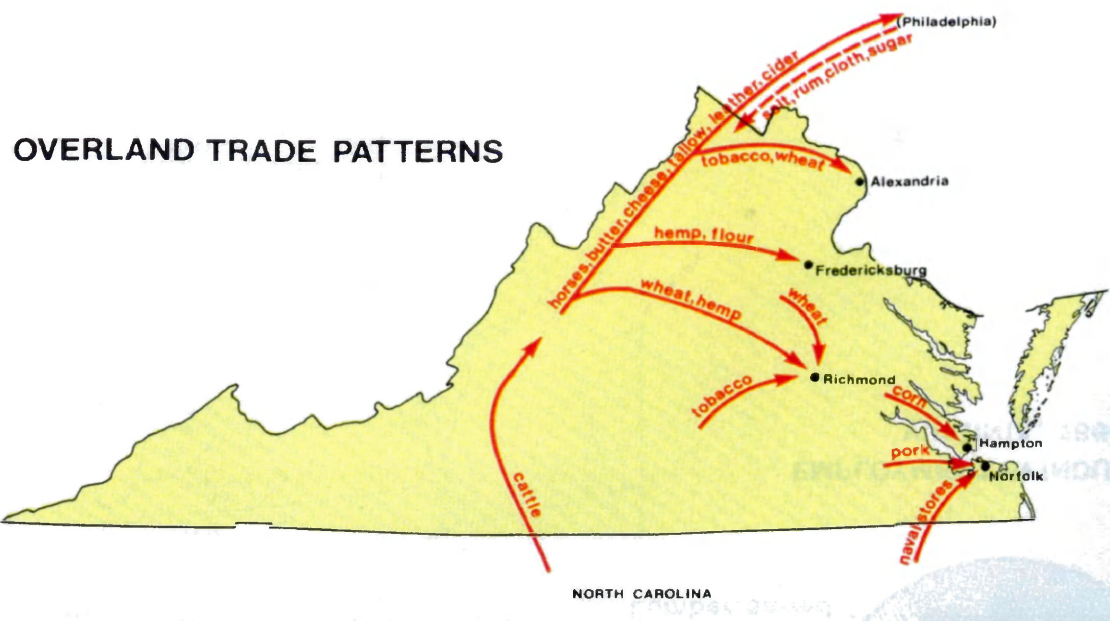 (Philadelphia)
horses, butter, cheese, tallow, leather, cider
salt, rum, cloth, sugar
OVERLAND TRADE PATTERNS
tobacco, wheat
Alexandria
hemp, flour
Fredericksburg
wheat, hemp
wheat
Richmond
tobacco
corn
Hampton
pork
Norfolk
cattle
naval stores
NORTH CAROLINA